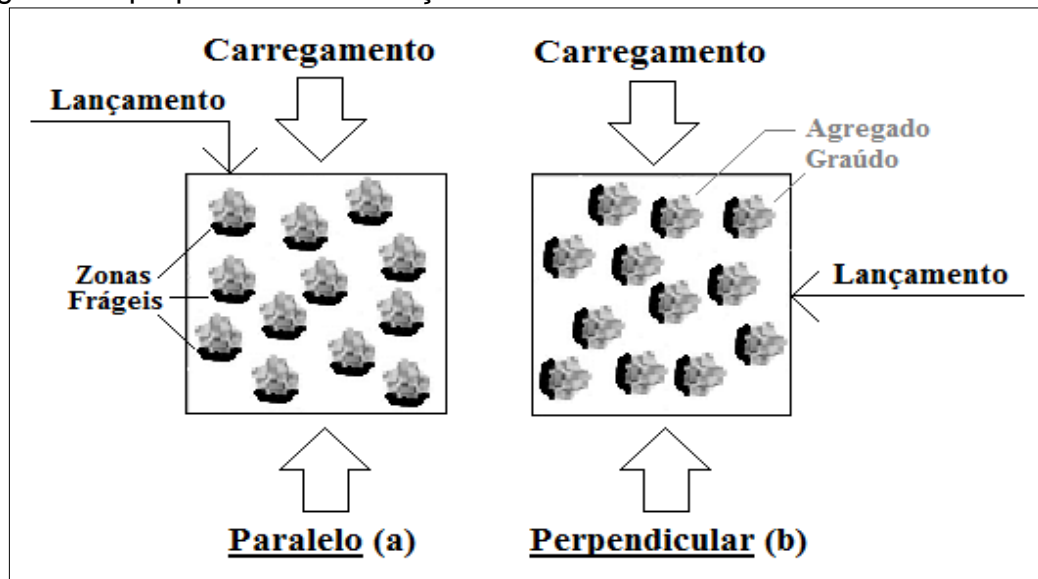 Carregamento
Carregamento
Lançamento
Agregado
Graúdo
Zonas
Frágeis
Lançamento
Paralelo (a)
Perpendicular (b)